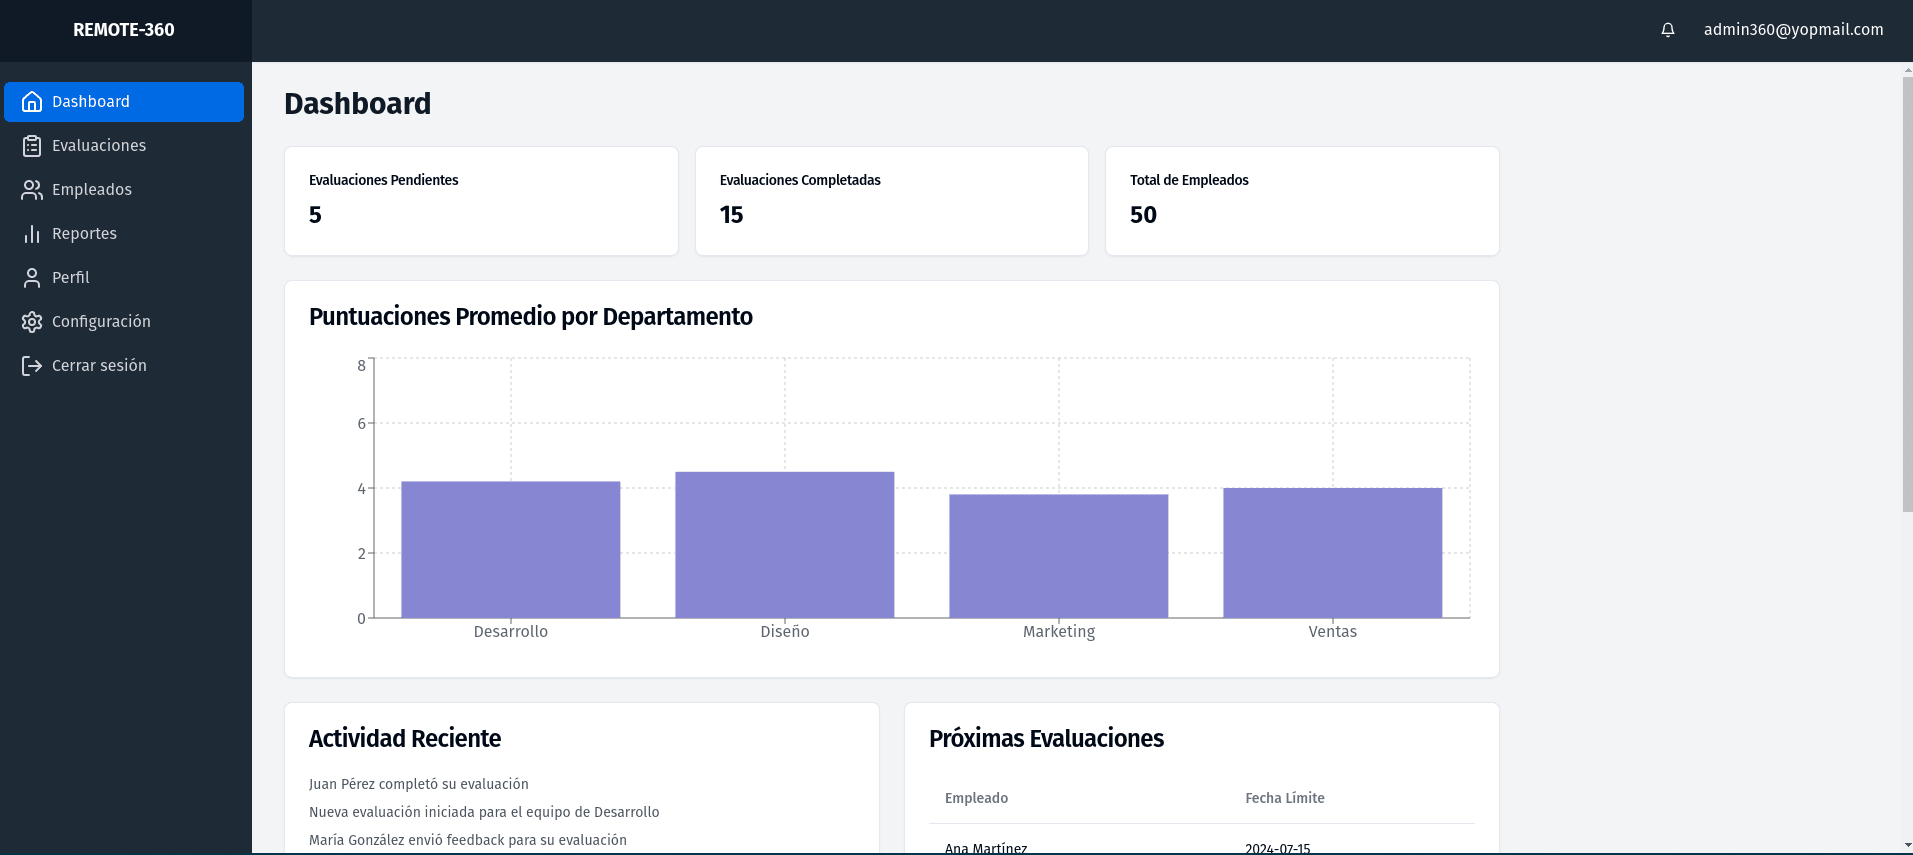 REMOTE-360
admin360@yopmail.com
Dashboard
Evaluaciones
Empleados
Reportes
Perfil
Configuración
Cerrar sesión
Dashboard
Evaluaciones Pendientes
5
Evaluaciones Completadas
15
Total de Empleados
50
Puntuaciones Promedio por Departamento
8
6
4
2
0
Desarrollo Diseño Marketing Ventas
Actividad Reciente
Juan Pérez completó su evaluación
Nueva evaluación iniciada para el equipo de Desarrollo
María González envió feedback para su evaluación
Próximas Evaluaciones
Empleado Fecha Límite
Ana Martínez 2024-07-15